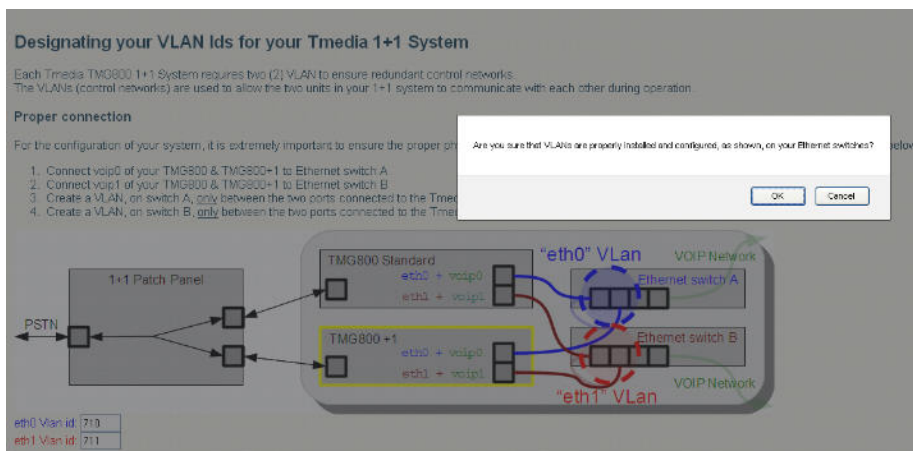 Designating your VLAN Ids for your Tmedia 1+1 System
Each Tmedia TMG800 1+1 System requires two (2) VLAN to ensure redundant control networks.
The VLANs (control networks) are used to allow the two units in your 1+1 system to communicate with each other during operation.
Proper connection
For the configuration of your system, it is extremely important to ensure the proper ph
below
Are you sure that VLANs are properly installed and configured, as shown, on your Ethernet switches?
OK
Cancel
1. Connect voip0 of your TMG800 & TMG800+1 to Ethernet switch A
2. Connect voip1 of your TMG800 & TMG800+1 to Ethernet switch B
3. Create a VLAN, on switch A, only between the two ports connected to the Tmed
4. Create a VLAN, on switch B, only between the two ports connected to the Tme
1+1 Patch Panel
PSTN
TMG800 Standard
eth0 + voip0
eth1 + voip1
TMG800 +1
eth0 + voip0
eth1 + voip1
"eth0" VLan
VOIP Network
Ethernet switch A
Ethernet switch B
VOIP Network
"eth1" VLan
eth0 Vlan id: 710
eth1 Vlan id: 711